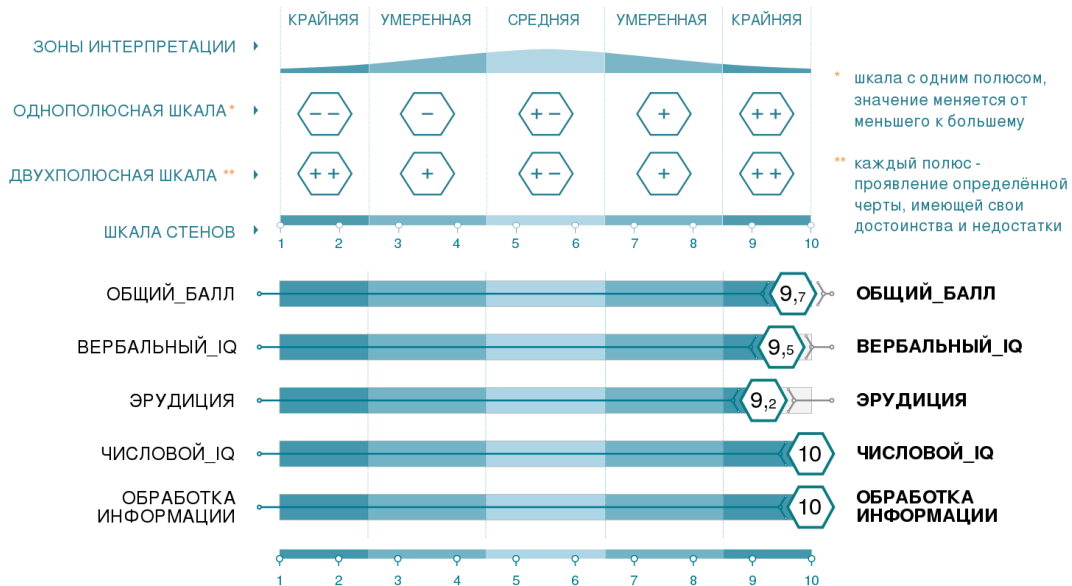 КРАЙНЯЯ УМЕРЕННАЯ СРЕДНЯЯ УМЕРЕННАЯ КРАЙНЯЯ
ЗОНЫ ИНТЕРПРЕТАЦИИ
ОДНОПОЛЮСНАЯ ШКАЛА *
− − − + − + + +
* шкала с одним полюсом,
значение меняется от
меньшего к большему
ДВУХПОЛЮСНАЯ ШКАЛА **
+ + + + − + + +
** каждый полюс -
проявление определённой
черты, имеющей свои
достоинства и недостатки
ШКАЛА СТЕНОВ
1 2 3 4 5 6 7 8 9 10
ОБЩИЙ_БАЛЛ 9,7 ОБЩИЙ_БАЛЛ
ВЕРБАЛЬНЫЙ_IQ 9,5 ВЕРБАЛЬНЫЙ_IQ
ЭРУДИЦИЯ 9,2 ЭРУДИЦИЯ
ЧИСЛОВОЙ_IQ 10 ЧИСЛОВОЙ_IQ
ОБРАБОТКА
ИНФОРМАЦИИ
10
ОБРАБОТКА
ИНФОРМАЦИИ
1 2 3 4 5 6 7 8 9 10